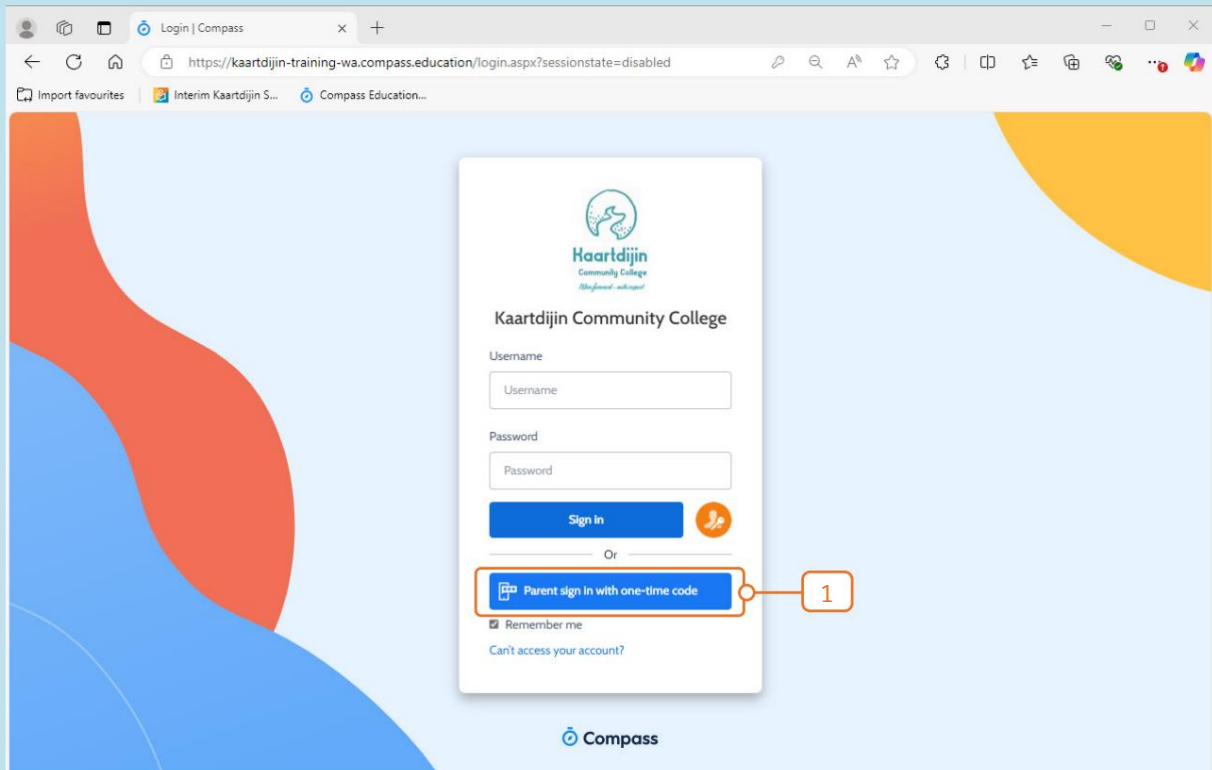 Login | Compass
https://kaartdijin-training-wa.compass.education/login.aspx?sessionstate=disabled
Import favourites
Interim Kaartdijin S...
Compass Education...
Kaartdijin
Community College
Kaartdijin Community College
Username
Username
Password
Password
Sign in
Or
Parent sign in with one-time code
1
Remember me
Can't access your account?
Compass